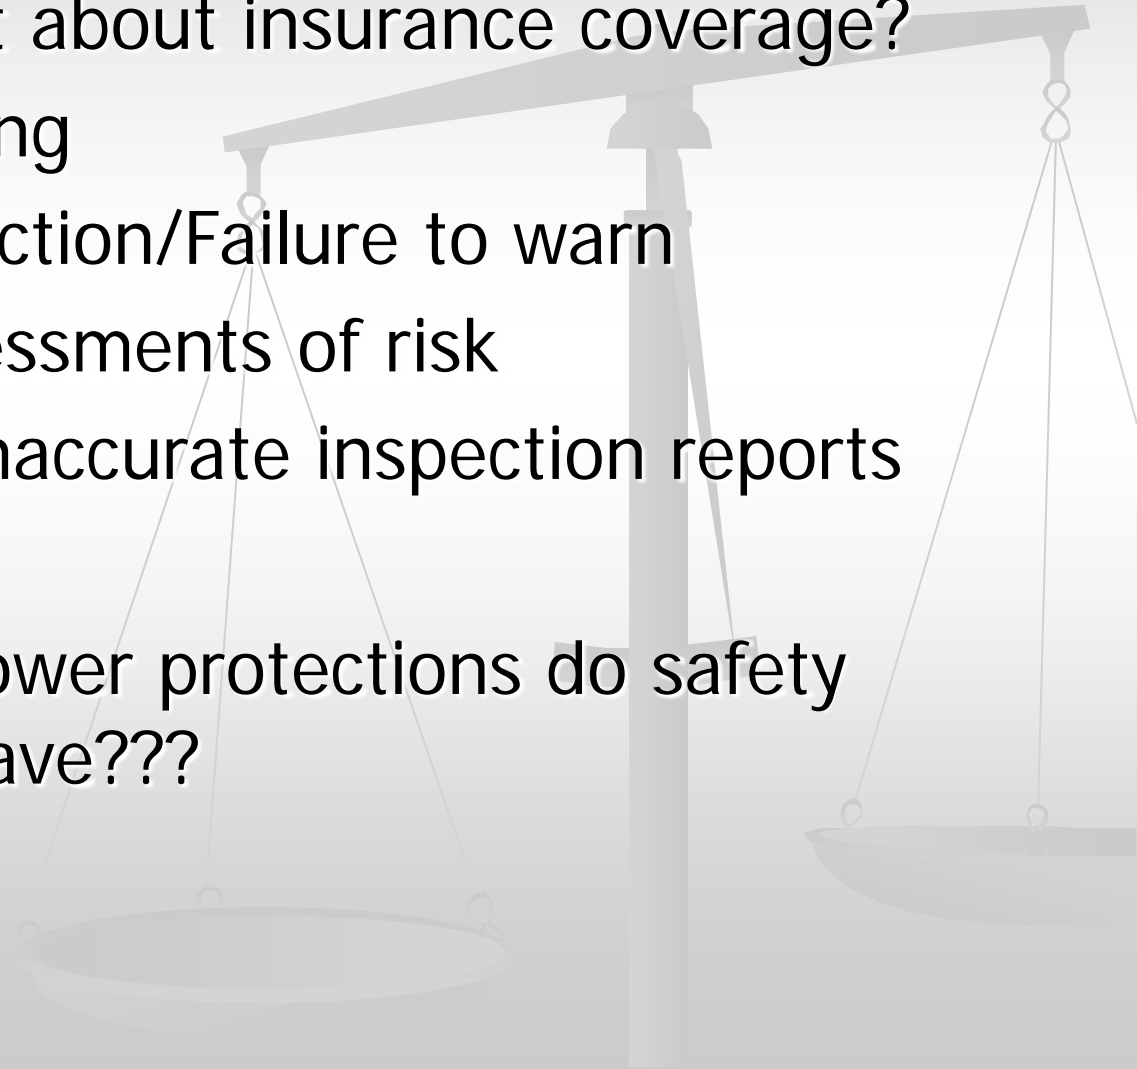 about insurance coverage?
ng
ction/Failure to warn
essments of risk
naccurate inspection reports
ower protections do safety
ave???